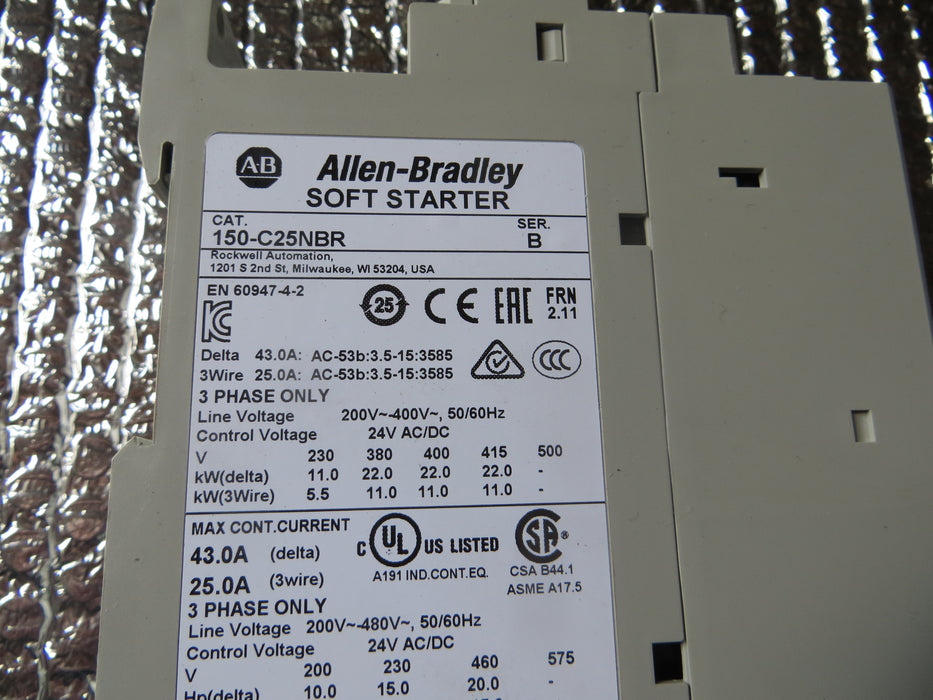 A-B Allen-Bradley
SOFT STARTER
CAT. SER.
150-C25NBR B
Rockwell Automation,
1201 S 2nd St, Milwaukee, WI 53204, USA
EN 60947-4-2
25 CE EAC FRN 2.11
KC
Delta 43.0A: AC-53b:3.5-15:3585
3Wire 25.0A: AC-53b:3.5-15:3585
CCC
3 PHASE ONLY
Line Voltage 200V~-400V~, 50/60Hz
Control Voltage 24V AC/DC
V 230 380 400 415 500
kW(delta) 11.0 22.0 22.0 22.0 -
kW(3Wire) 5.5 11.0 11.0 11.0 -
MAX CONT.CURRENT
43.0A (delta) C UL US LISTED SA®
25.0A (3wire) A191 IND.CONT.EQ. CSA B44.1
ASME A17.5
3 PHASE ONLY
Line Voltage 200V~-480V~, 50/60Hz
Control Voltage 24V AC/DC
V 200 230 460 575
Hp(delta) 10.0 15.0 20.0 -